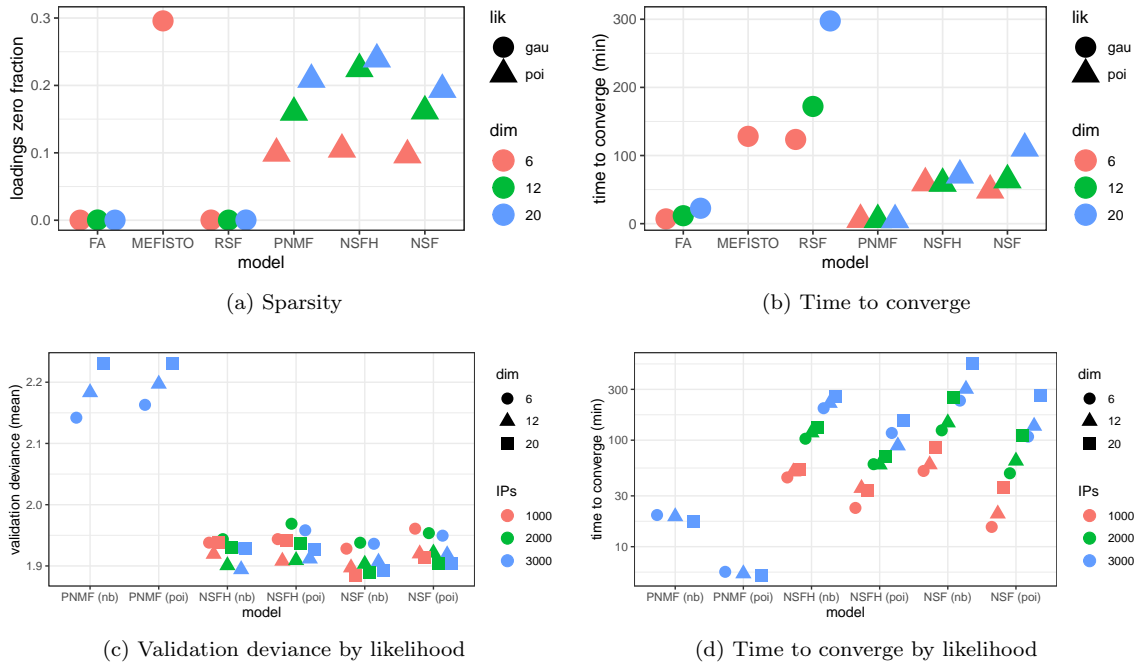 loadings zero fraction
0.3
0.2
0.1
0.0
FA MEFISTO RSF PNMF NSFH NSF
model
lik
gau
poi
dim
6
12
20
(a) Sparsity
time to converge (min)
300
200
100
0
FA MEFISTO RSF PNMF NSFH NSF
model
lik
gau
poi
dim
6
12
20
(b) Time to converge
validation deviance (mean)
2.2
2.1
2.0
1.9
PNMF (nb) PNMF (poi) NSFH (nb) NSFH (poi) NSF (nb) NSF (poi)
model
dim
6
12
20
IPs
1000
2000
3000
(c) Validation deviance by likelihood
time to converge (min)
300
100
30
10
PNMF (nb) PNMF (poi) NSFH (nb) NSFH (poi) NSF (nb) NSF (poi)
model
dim
6
12
20
IPs
1000
2000
3000
(d) Time to converge by likelihood